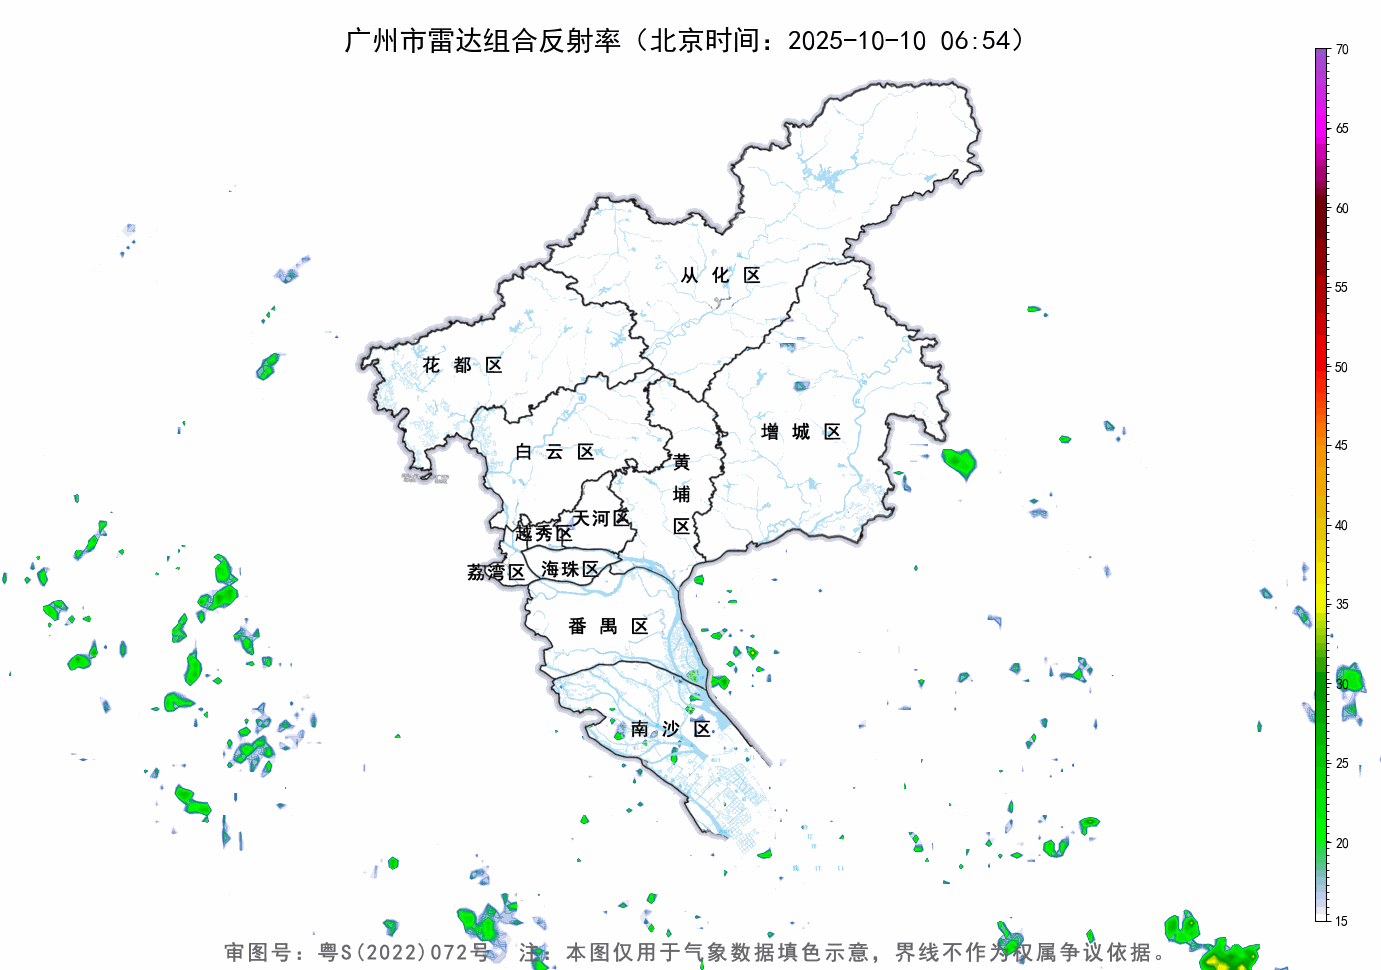 广州市雷达组合反射率（北京时间：2025-10-10 06:54）
70
65
60
55
50
45
40
35
30
25
20
15
从化区
花都区
增城区
白云区
黄埔区
天河区
越秀区
荔湾区
海珠区
番禺区
南沙区
审图号：粤S(2022)072号 注：本图仅用于气象数据填色示意，界线不作为权属争议依据。